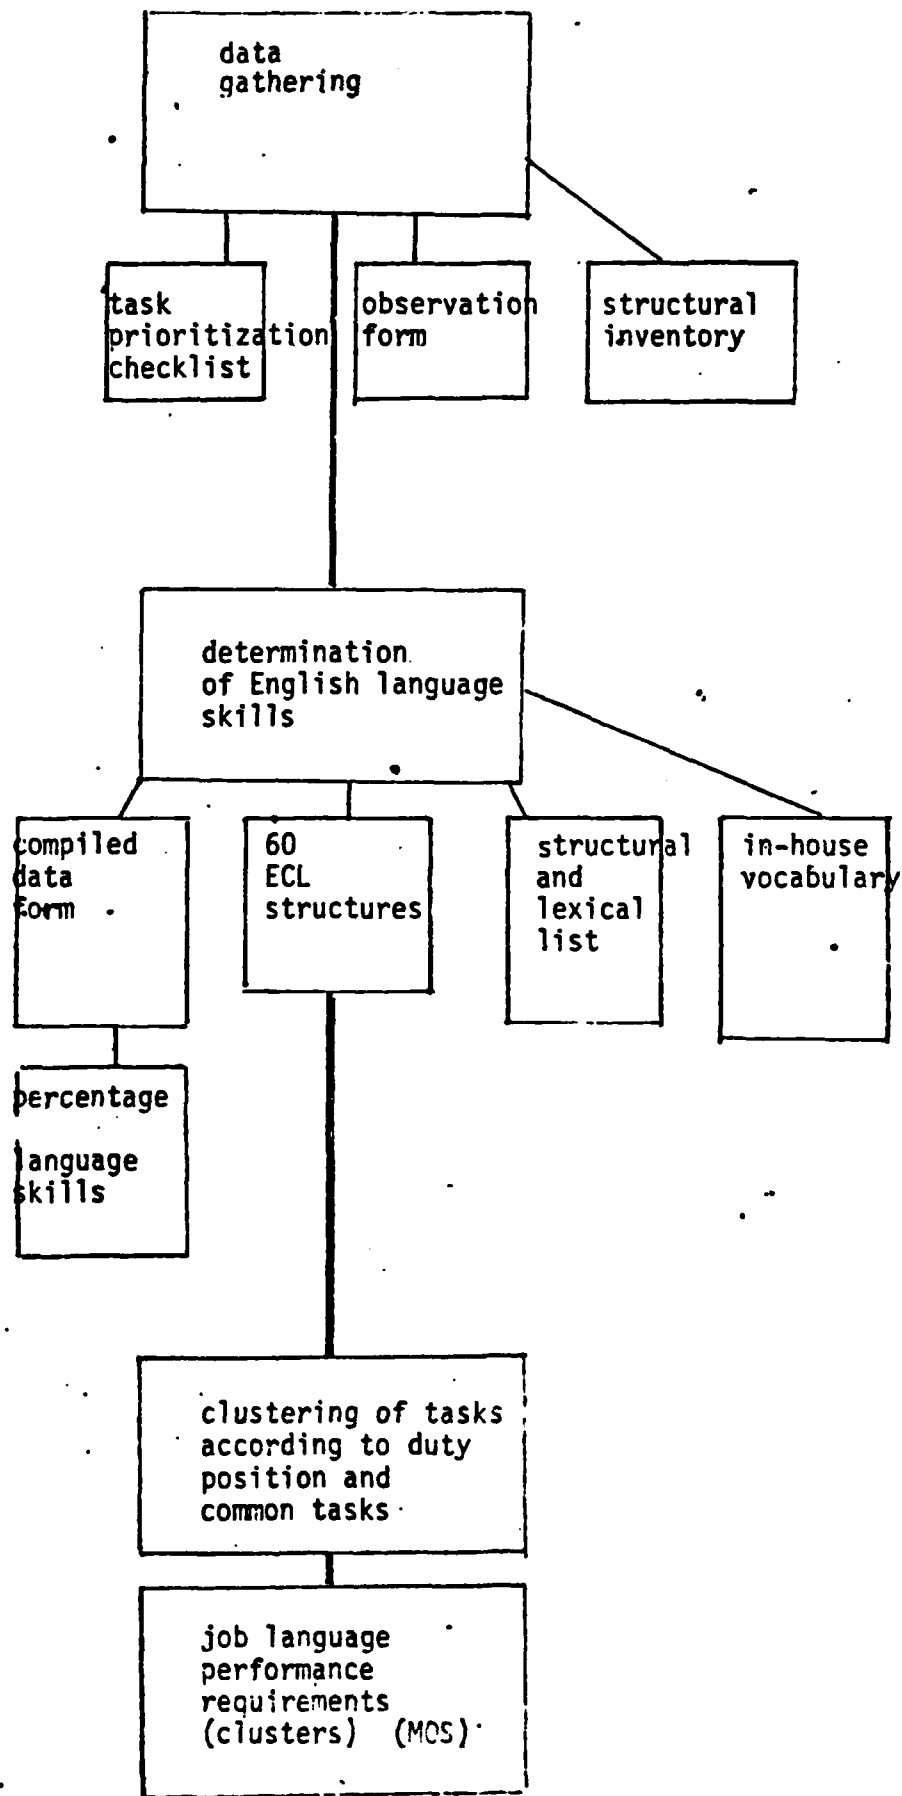 data
gathering
task
prioritization
checklist
observation
form
structural
inventory
determination
of English language
skills
compiled
data
form
60
ECL
structures
structural
and
lexical
list
in-house
vocabulary
percentage
language
skills
clustering of tasks
according to duty
position and
common tasks
job language
performance
requirements
(clusters) (MOS)